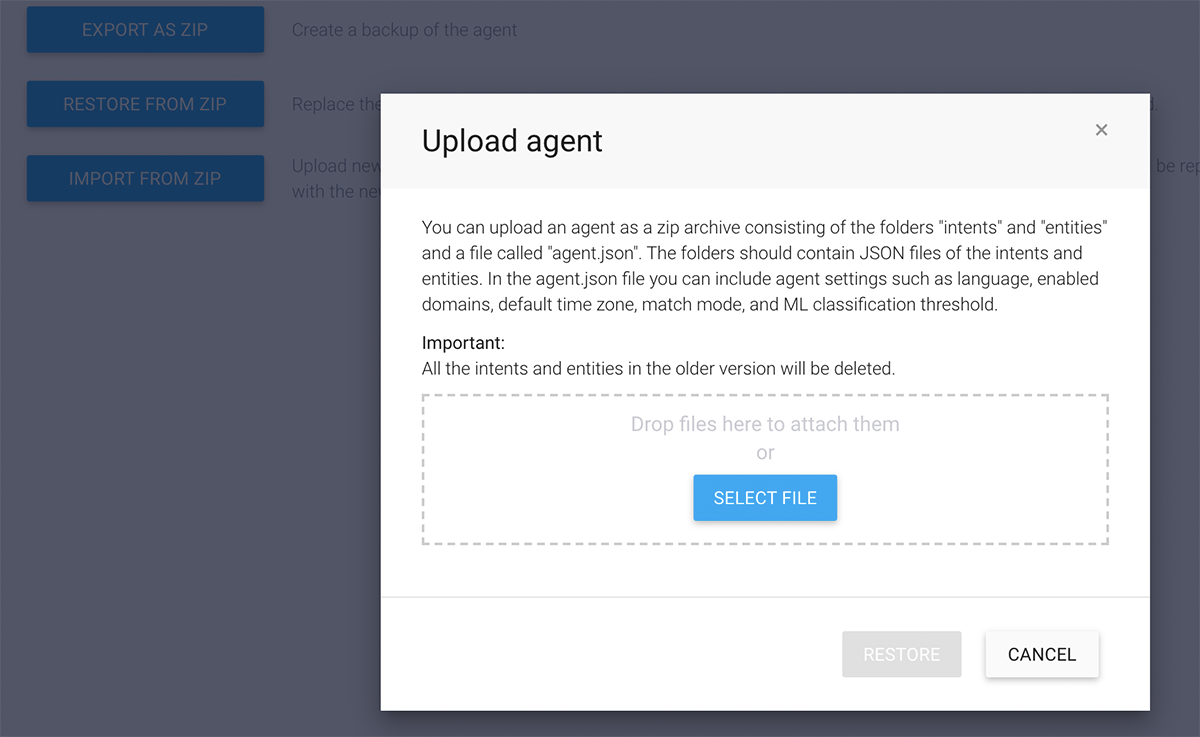 EXPORT AS ZIP
Create a backup of the agent
RESTORE FROM ZIP
Replace the
d.
IMPORT FROM ZIP
Upload new
be rep
with the new
Upload agent
×
You can upload an agent as a zip archive consisting of the folders "intents" and "entities"
and a file called "agent.json". The folders should contain JSON files of the intents and
entities. In the agent.json file you can include agent settings such as language, enabled
domains, default time zone, match mode, and ML classification threshold.
Important:
All the intents and entities in the older version will be deleted.
Drop files here to attach them
or
SELECT FILE
RESTORE
CANCEL